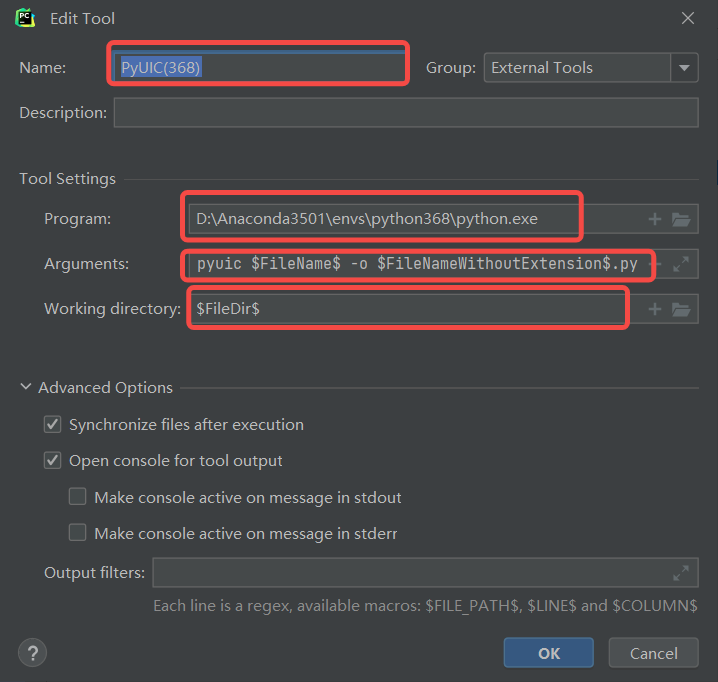 PC Edit Tool
Name: PyUIC(368) Group: External Tools
Description:
Tool Settings
Program: D:\Anaconda3501\envs\python368\python.exe
Arguments: pyuic $FileName$ -o $FileNameWithoutExtension$.py
Working directory: $FileDir$
Advanced Options
Synchronize files after execution
Open console for tool output
Make console active on message in stdout
Make console active on message in stderr
Output filters:
Each line is a regex, available macros: $FILE_PATH$, $LINE$ and $COLUMN$
? OK Cancel